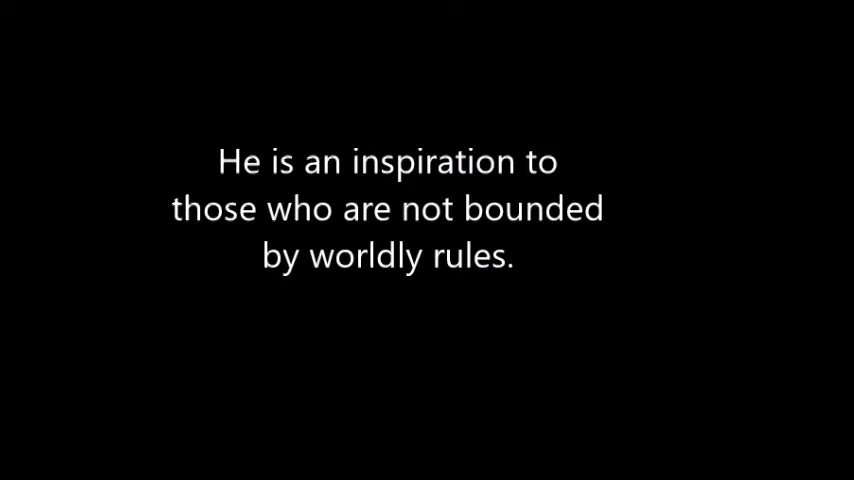 He is an inspiration to
those who are not bounded
by worldly rules.